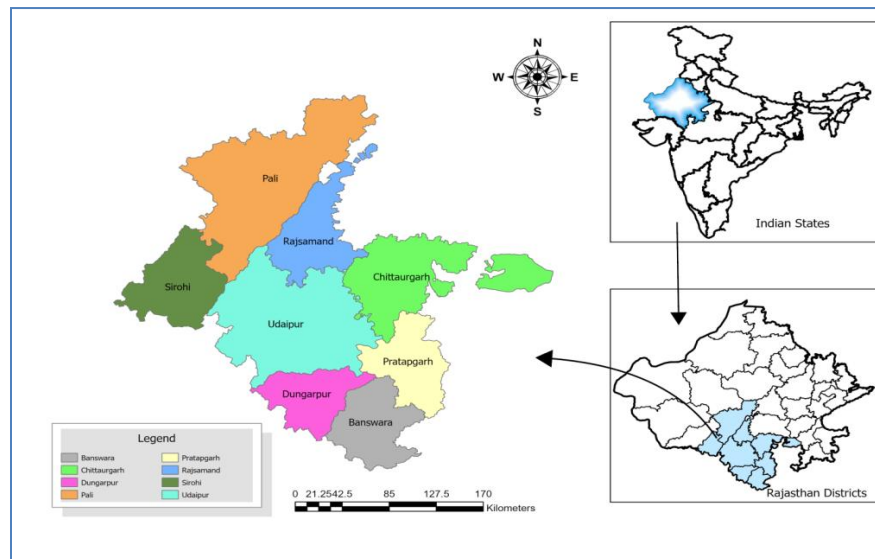 N
W E
S
Indian States
Pali
Rajsamand
Sirohi
Chittaurgarh
Udaipur
Pratapgarh
Dungarpur
Banswara
Legend
Banswara
Chittaurgarh
Dungarpur
Pali
Pratapgarh
Rajsamand
Sirohi
Udaipur
0 21.2542.5 85 127.5 170
Kilometers
Rajasthan Districts